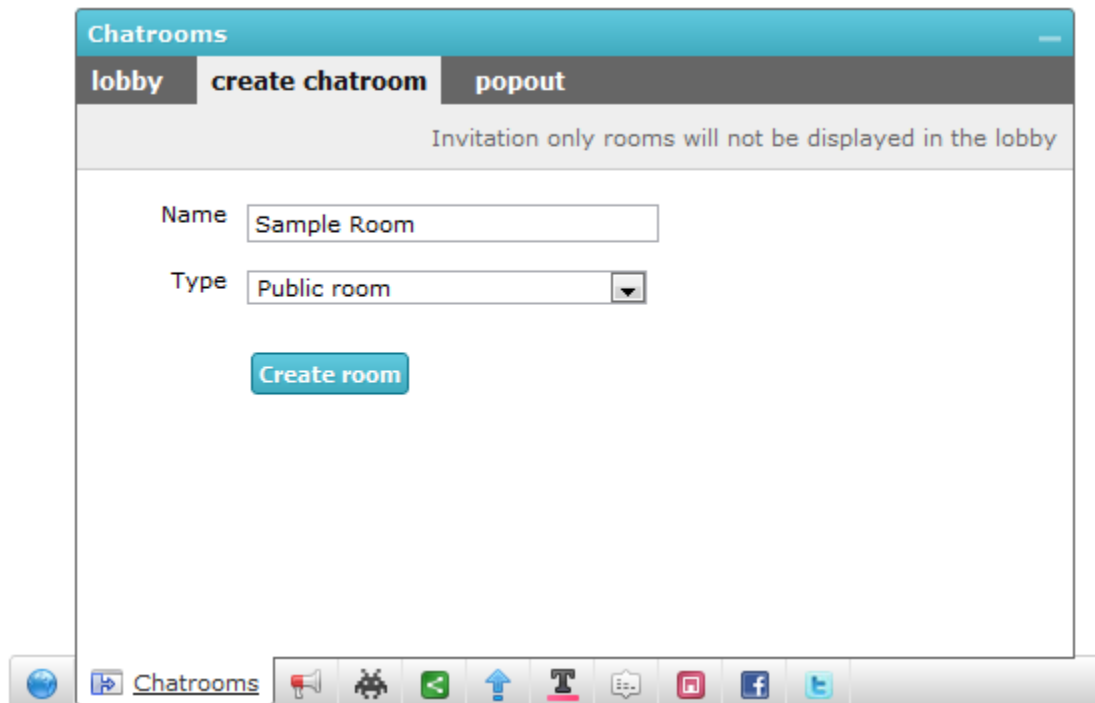 Chatrooms
lobby create chatroom popout
Invitation only rooms will not be displayed in the lobby
Name Sample Room
Type Public room
Create room
Chatrooms